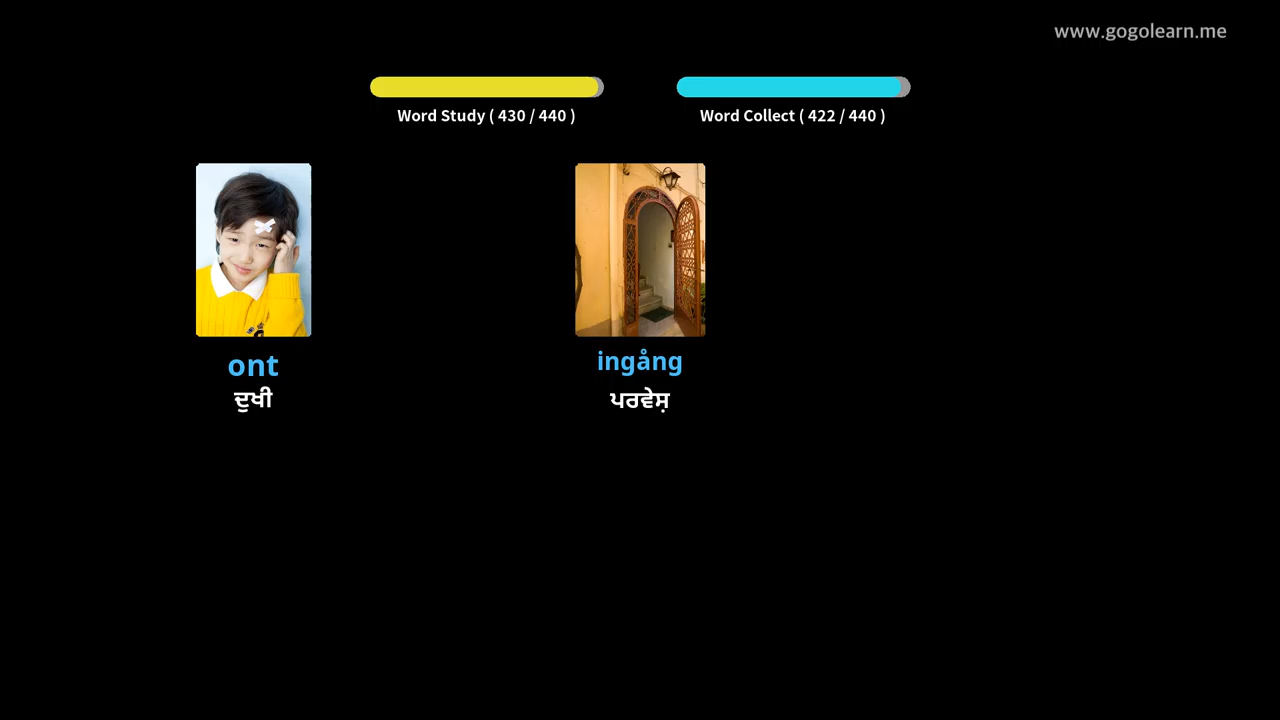 www.gogolearn.me
Word Study ( 430 / 440 )
Word Collect ( 422 / 440 )
ont
ਦੁਖੀ
ingång
ਪਰਵੇਸ਼